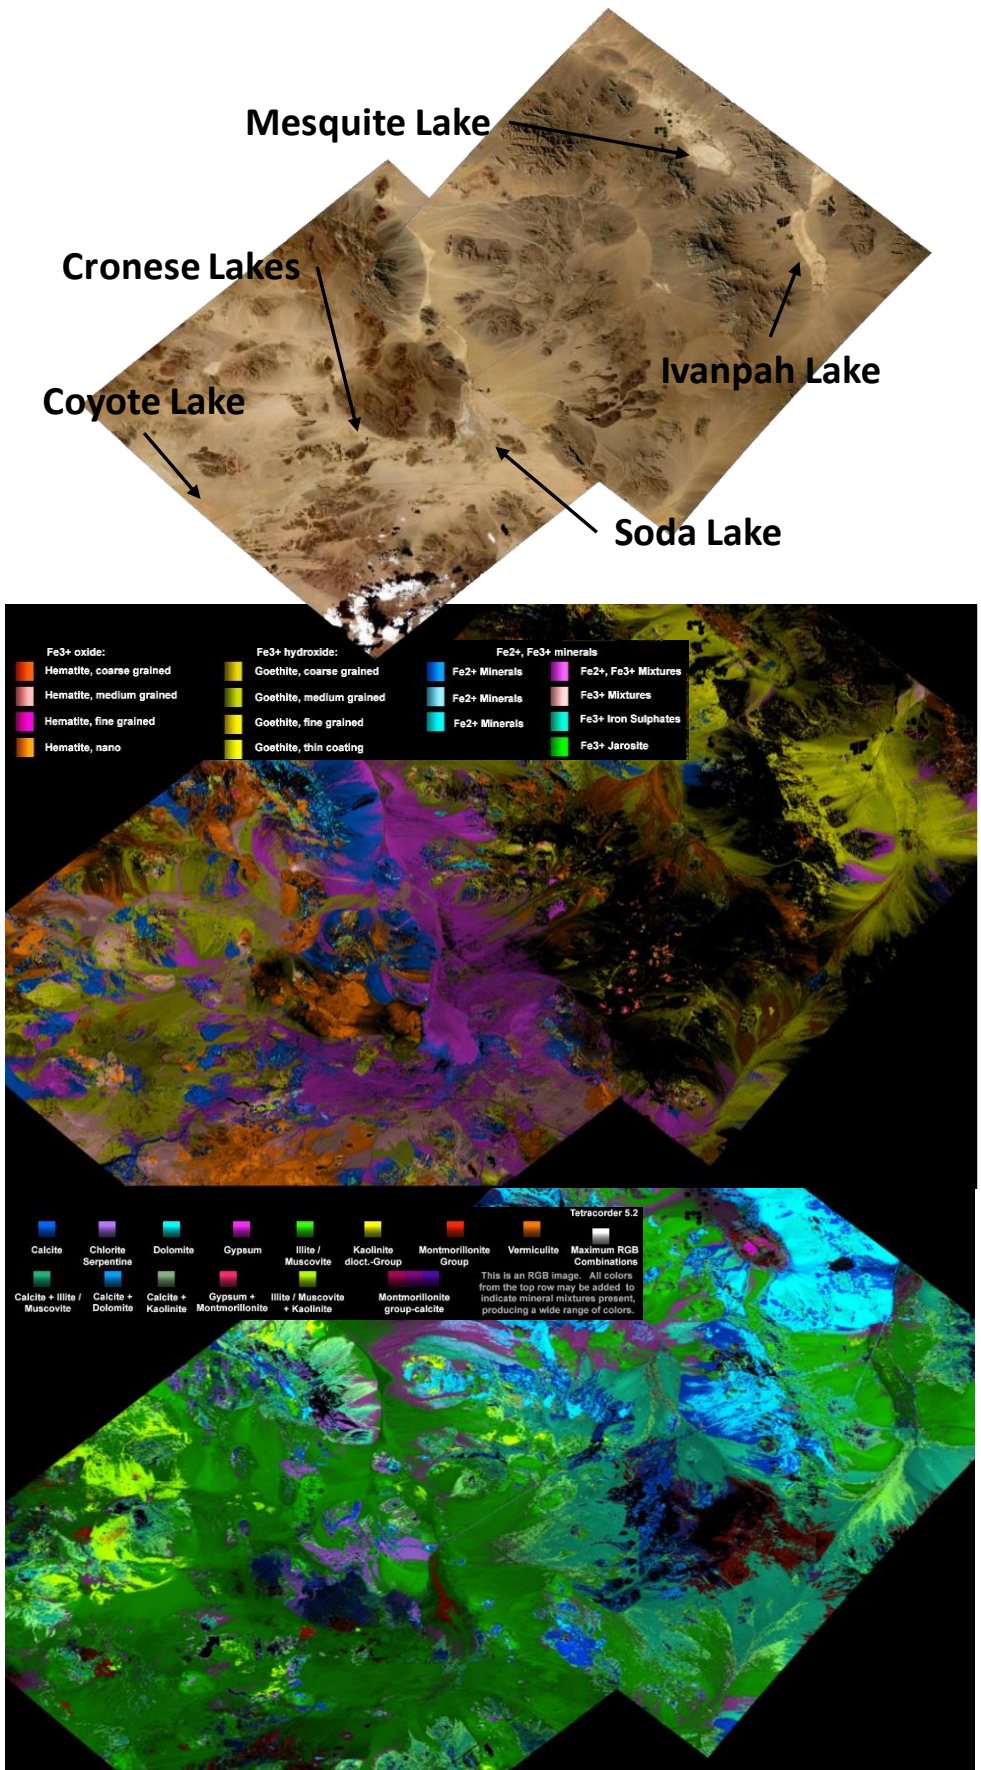 Mesquite Lake
Cronese Lakes
Ivanpah Lake
Coyote Lake
Soda Lake
Fe3+ oxide:
Hematite, coarse grained
Hematite, medium grained
Hematite, fine grained
Hematite, nano
Fe3+ hydroxide:
Goethite, coarse grained
Goethite, medium grained
Goethite, fine grained
Goethite, thin coating
Fe2+, Fe3+ minerals
Fe2+ Minerals
Fe2+ Minerals
Fe2+ Minerals
Fe2+, Fe3+ Mixtures
Fe3+ Mixtures
Fe3+ Iron Sulphates
Fe3+ Jarosite
Tetracorder 5.2
Calcite
Chlorite
Serpentine
Dolomite
Gypsum
Illite /
Muscovite
Kaolinite
dioct.-Group
Montmorillonite
Group
Vermiculite
Maximum RGB
Combinations
Calcite + Illite /
Muscovite
Calcite +
Dolomite
Calcite +
Kaolinite
Gypsum +
Montmorillonite
Illite / Muscovite
+ Kaolinite
Montmorillonite
group-calcite
This is an RGB image. All colors
from the top row may be added to
indicate mineral mixtures present,
producing a wide range of colors.